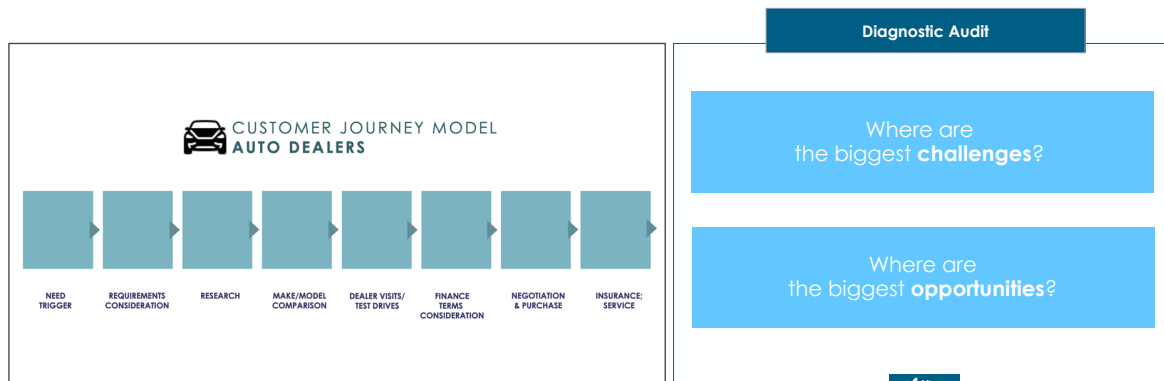 Diagnostic Audit
CUSTOMER JOURNEY MODEL
AUTO DEALERS
NEED
TRIGGER
REQUIREMENTS
CONSIDERATION
RESEARCH
MAKE/MODEL
COMPARISON
DEALER VISITS/
TEST DRIVES
FINANCE
TERMS
CONSIDERATION
NEGOTIATION
& PURCHASE
INSURANCE;
SERVICE
Where are
the biggest challenges?
Where are
the biggest opportunities?